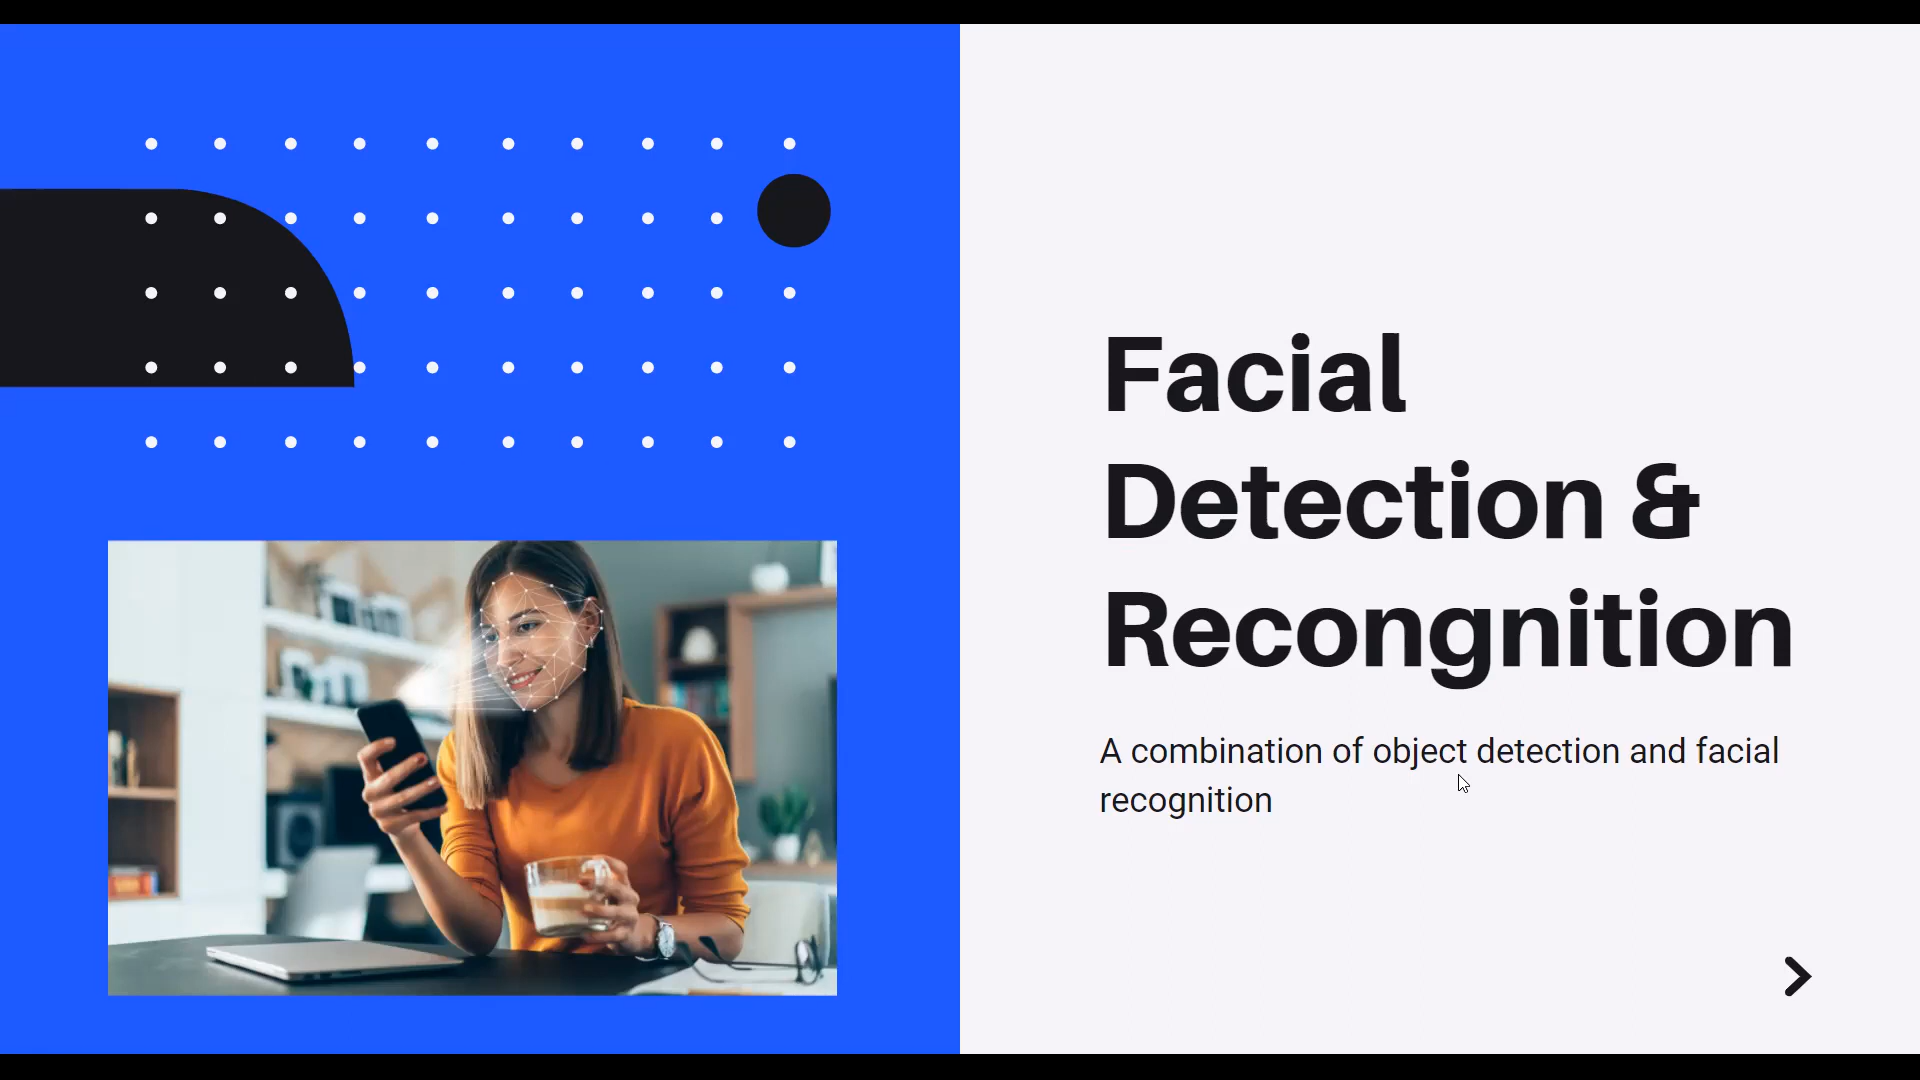 Facial
Detection &
Recongnition
A combination of object detection and facial
recognition